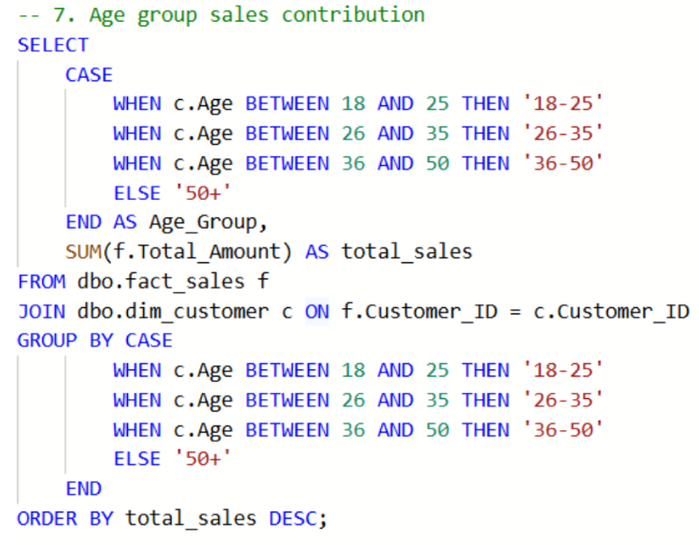 -- 7. Age group sales contribution
SELECT
CASE
WHEN c.Age BETWEEN 18 AND 25 THEN '18-25'
WHEN c.Age BETWEEN 26 AND 35 THEN '26-35'
WHEN c.Age BETWEEN 36 AND 50 THEN '36-50'
ELSE '50+'
END AS Age_Group,
SUM(f.Total_Amount) AS total_sales
FROM dbo.fact_sales f
JOIN dbo.dim_customer c ON f.Customer_ID = c.Customer_ID
GROUP BY CASE
WHEN c.Age BETWEEN 18 AND 25 THEN '18-25'
WHEN c.Age BETWEEN 26 AND 35 THEN '26-35'
WHEN c.Age BETWEEN 36 AND 50 THEN '36-50'
ELSE '50+'
END
ORDER BY total_sales DESC;